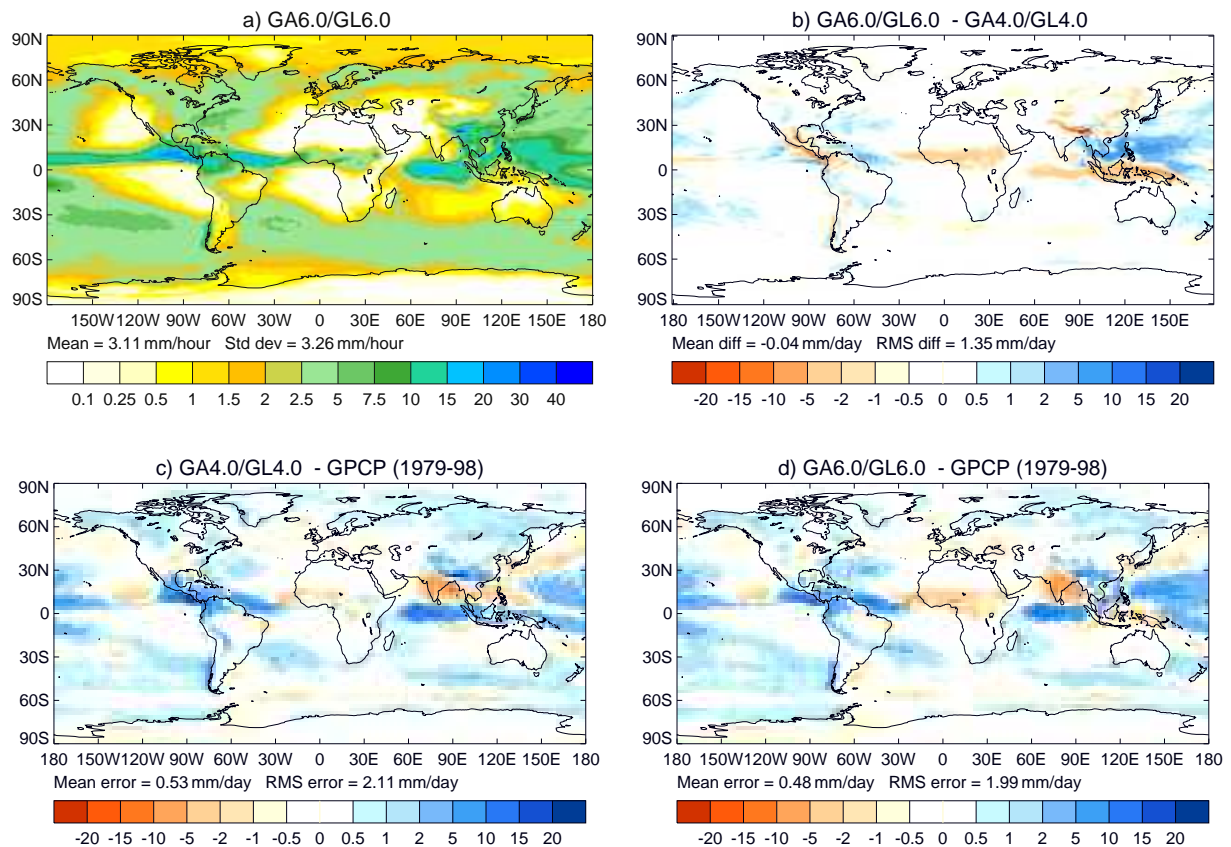 a) GA6.0/GL6.0
90N
60N
30N
0
30S
60S
90S
150W 120W 90W 60W 30W 0 30E 60E 90E 120E 150E 180
Mean = 3.11 mm/hour Std dev = 3.26 mm/hour
0.1 0.25 0.5 1 1.5 2 2.5 5 7.5 10 15 20 30 40
b) GA6.0/GL6.0 - GA4.0/GL4.0
90N
60N
30N
0
30S
60S
90S
180 150W 120W 90W 60W 30W 0 30E 60E 90E 120E 150E
Mean diff = -0.04 mm/day RMS diff = 1.35 mm/day
-20 -15 -10 -5 -2 -1 -0.5 0 0.5 1 2 5 10 15 20
c) GA4.0/GL4.0 - GPCP (1979-98)
90N
60N
30N
0
30S
60S
90S
180 150W 120W 90W 60W 30W 0 30E 60E 90E 120E 150E 180
Mean error = 0.53 mm/day RMS error = 2.11 mm/day
-20 -15 -10 -5 -2 -1 -0.5 0 0.5 1 2 5 10 15 20
d) GA6.0/GL6.0 - GPCP (1979-98)
90N
60N
30N
0
30S
60S
90S
180 150W 120W 90W 60W 30W 0 30E 60E 90E 120E 150E 180
Mean error = 0.48 mm/day RMS error = 1.99 mm/day
-20 -15 -10 -5 -2 -1 -0.5 0 0.5 1 2 5 10 15 20